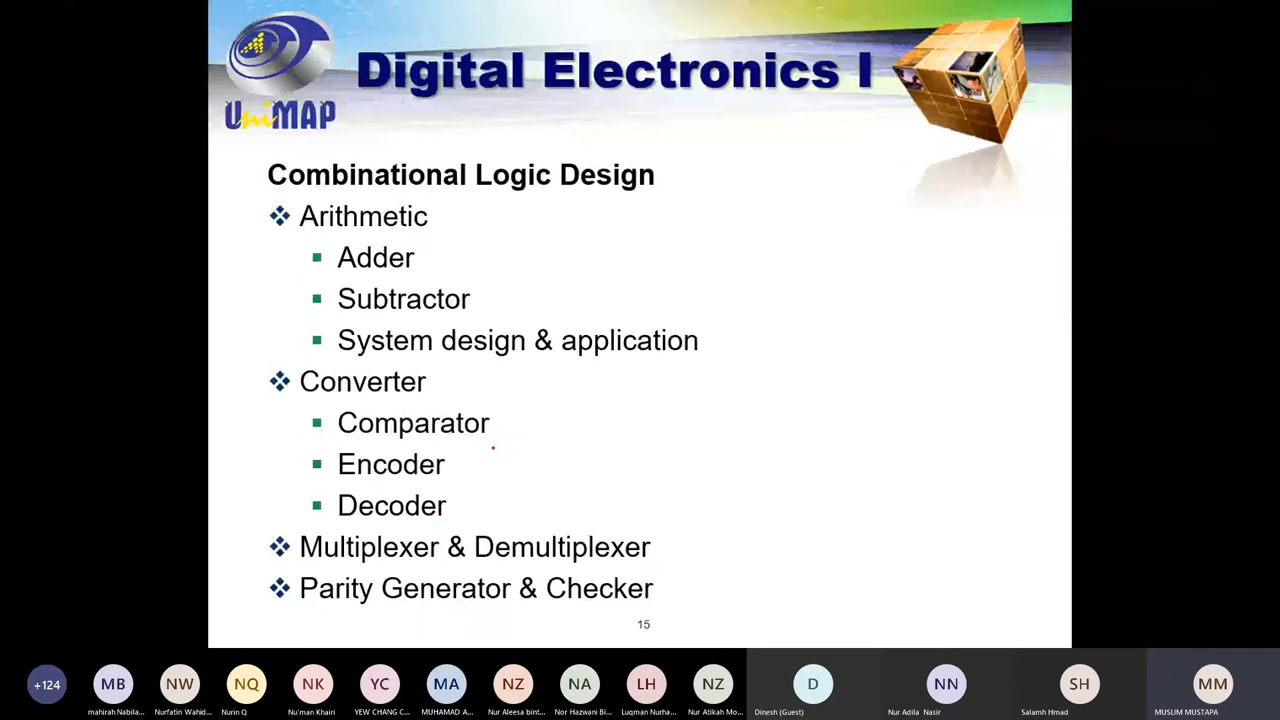 Digital Electronics I
UniMAP
Combinational Logic Design
Arithmetic
Adder
Subtractor
System design & application
Converter
Comparator
Encoder
Decoder
Multiplexer & Demultiplexer
Parity Generator & Checker
15
+124 MB NW NQ NK YC MA NZ NA LH NZ D NN SH MM
mahirah Nabila... Nurfatin Wahid... Nurin Q Nu'man Khairi YEW CHANG C... MUHAMAD A... Nur Aleesa bint... Nor Hazwani Bi... Luqman Nurha... Nur Atikah Mo... Dinesh (Guest) Nur Adila Nasir Salamh Hmad MUSLIM MUSTAPA